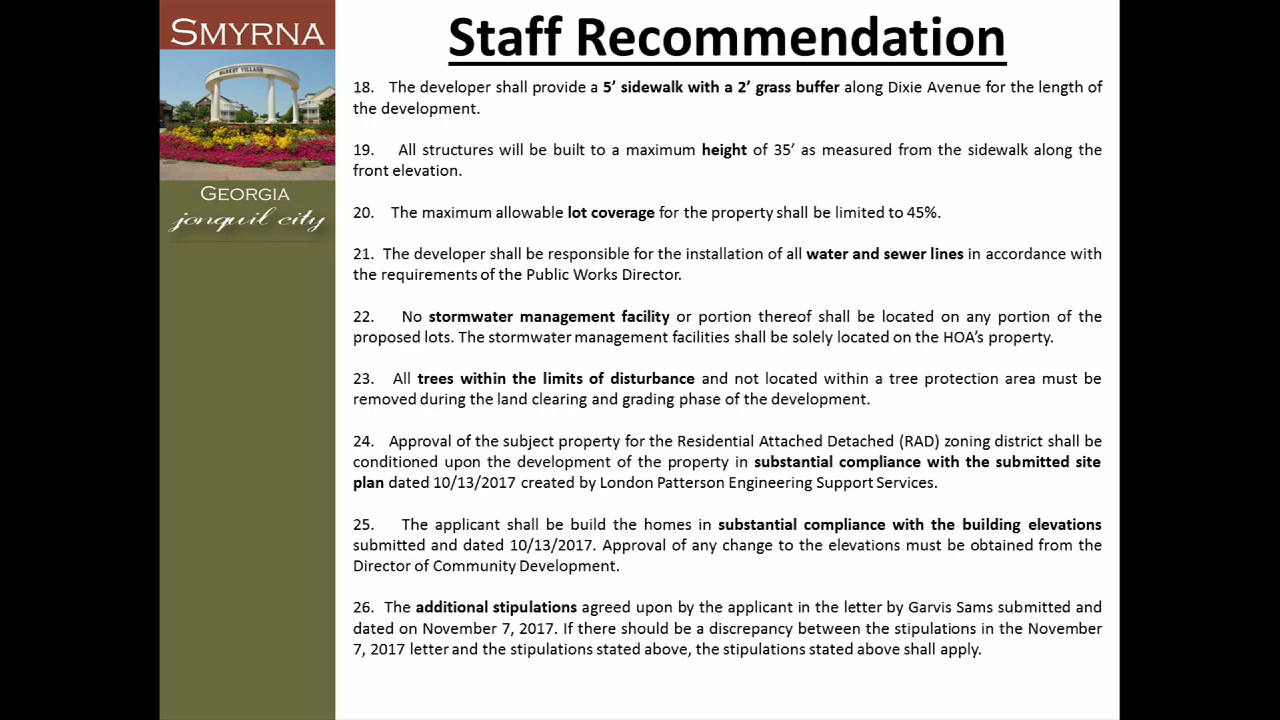 SMYRNA
MARKET VILLAGE
GEORGIA
jonquil city
Staff Recommendation
18. The developer shall provide a 5’ sidewalk with a 2’ grass buffer along Dixie Avenue for the length of
the development.
19. All structures will be built to a maximum height of 35’ as measured from the sidewalk along the
front elevation.
20. The maximum allowable lot coverage for the property shall be limited to 45%.
21. The developer shall be responsible for the installation of all water and sewer lines in accordance with
the requirements of the Public Works Director.
22. No stormwater management facility or portion thereof shall be located on any portion of the
proposed lots. The stormwater management facilities shall be solely located on the HOA’s property.
23. All trees within the limits of disturbance and not located within a tree protection area must be
removed during the land clearing and grading phase of the development.
24. Approval of the subject property for the Residential Attached Detached (RAD) zoning district shall be
conditioned upon the development of the property in substantial compliance with the submitted site
plan dated 10/13/2017 created by London Patterson Engineering Support Services.
25. The applicant shall be build the homes in substantial compliance with the building elevations
submitted and dated 10/13/2017. Approval of any change to the elevations must be obtained from the
Director of Community Development.
26. The additional stipulations agreed upon by the applicant in the letter by Garvis Sams submitted and
dated on November 7, 2017. If there should be a discrepancy between the stipulations in the November
7, 2017 letter and the stipulations stated above, the stipulations stated above shall apply.